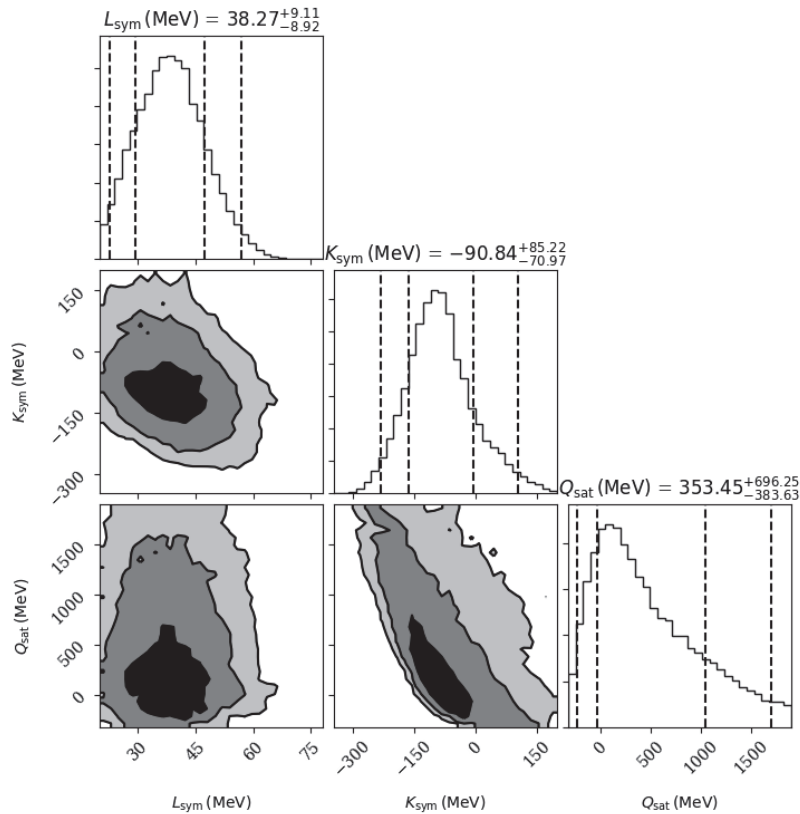 L_sym (MeV) = 38.27^{+9.11}_{-8.92}
K_sym (MeV) = −90.84^{+85.22}_{-70.97}
150
0
−150
−300
K_sym (MeV)
Q_sat (MeV) = 353.45^{+696.25}_{-383.63}
1500
1000
500
0
Q_sat (MeV)
30 45 60 75
−300 −150 0 150
0 500 1000 1500
L_sym (MeV)
K_sym (MeV)
Q_sat (MeV)